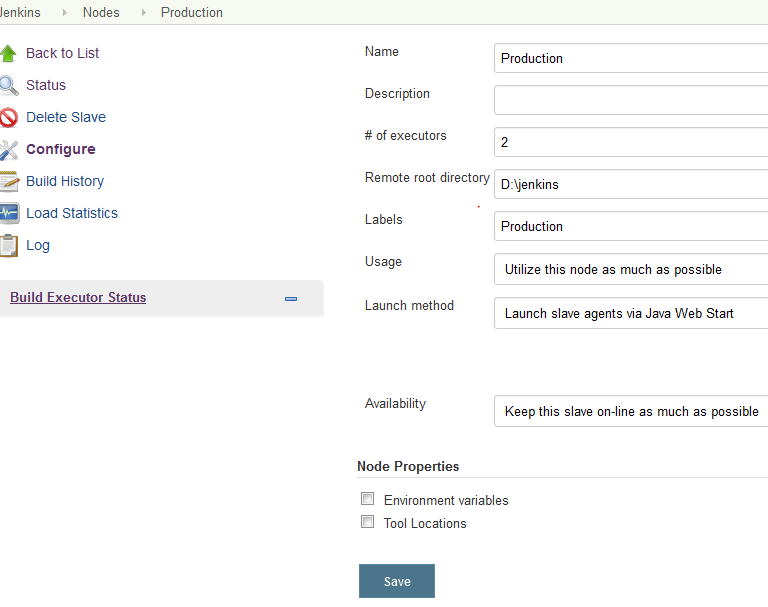 Jenkins Nodes Production
Back to List
Status
Delete Slave
Configure
Build History
Load Statistics
Log
Build Executor Status
Name Production
Description
# of executors 2
Remote root directory D:\jenkins
Labels Production
Usage Utilize this node as much as possible
Launch method Launch slave agents via Java Web Start
Availability Keep this slave on-line as much as possible
Node Properties
Environment variables
Tool Locations
Save